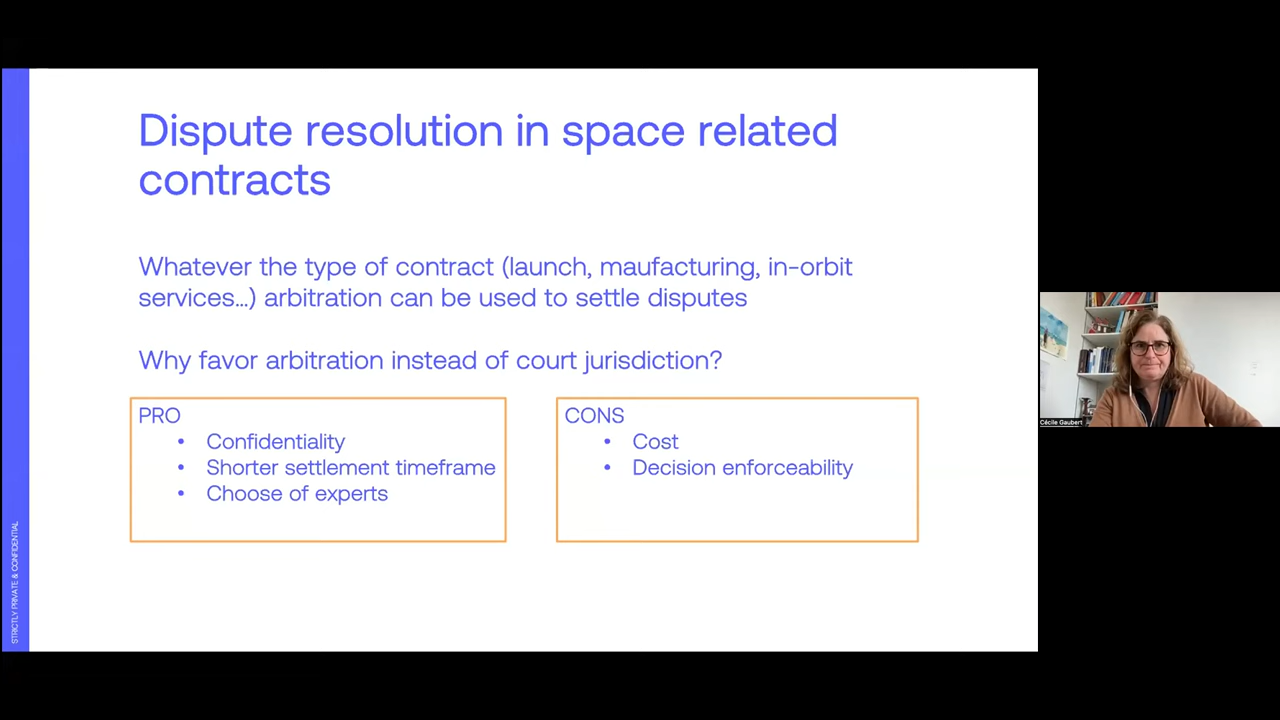 Dispute resolution in space related
contracts
Whatever the type of contract (launch, maufacturing, in-orbit
services...) arbitration can be used to settle disputes
Why favor arbitration instead of court jurisdiction?
PRO
• Confidentiality
• Shorter settlement timeframe
• Choose of experts
CONS
• Cost
• Decision enforceability
STRICTLY PRIVATE & CONFIDENTIAL
Cécile Gaubert